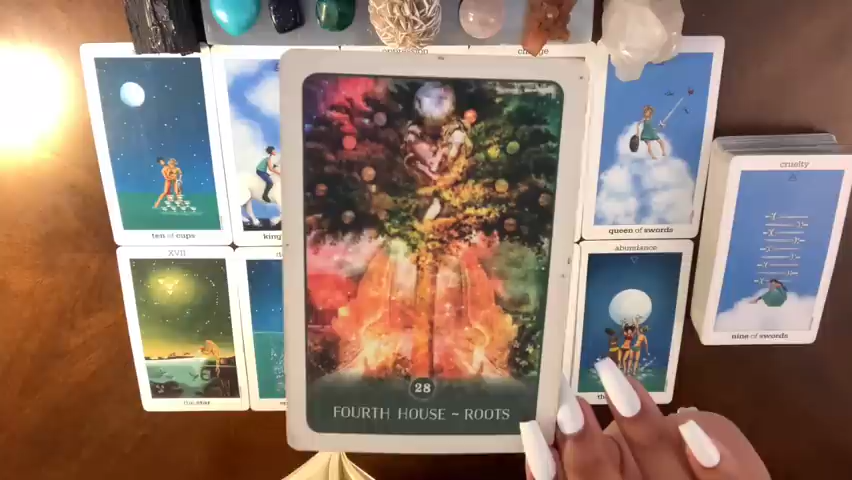 oppression
change
ten of cups
king
queen of swords
cruelty
nine of swords
XVII
abundance
the star
28
FOURTH HOUSE ~ ROOTS